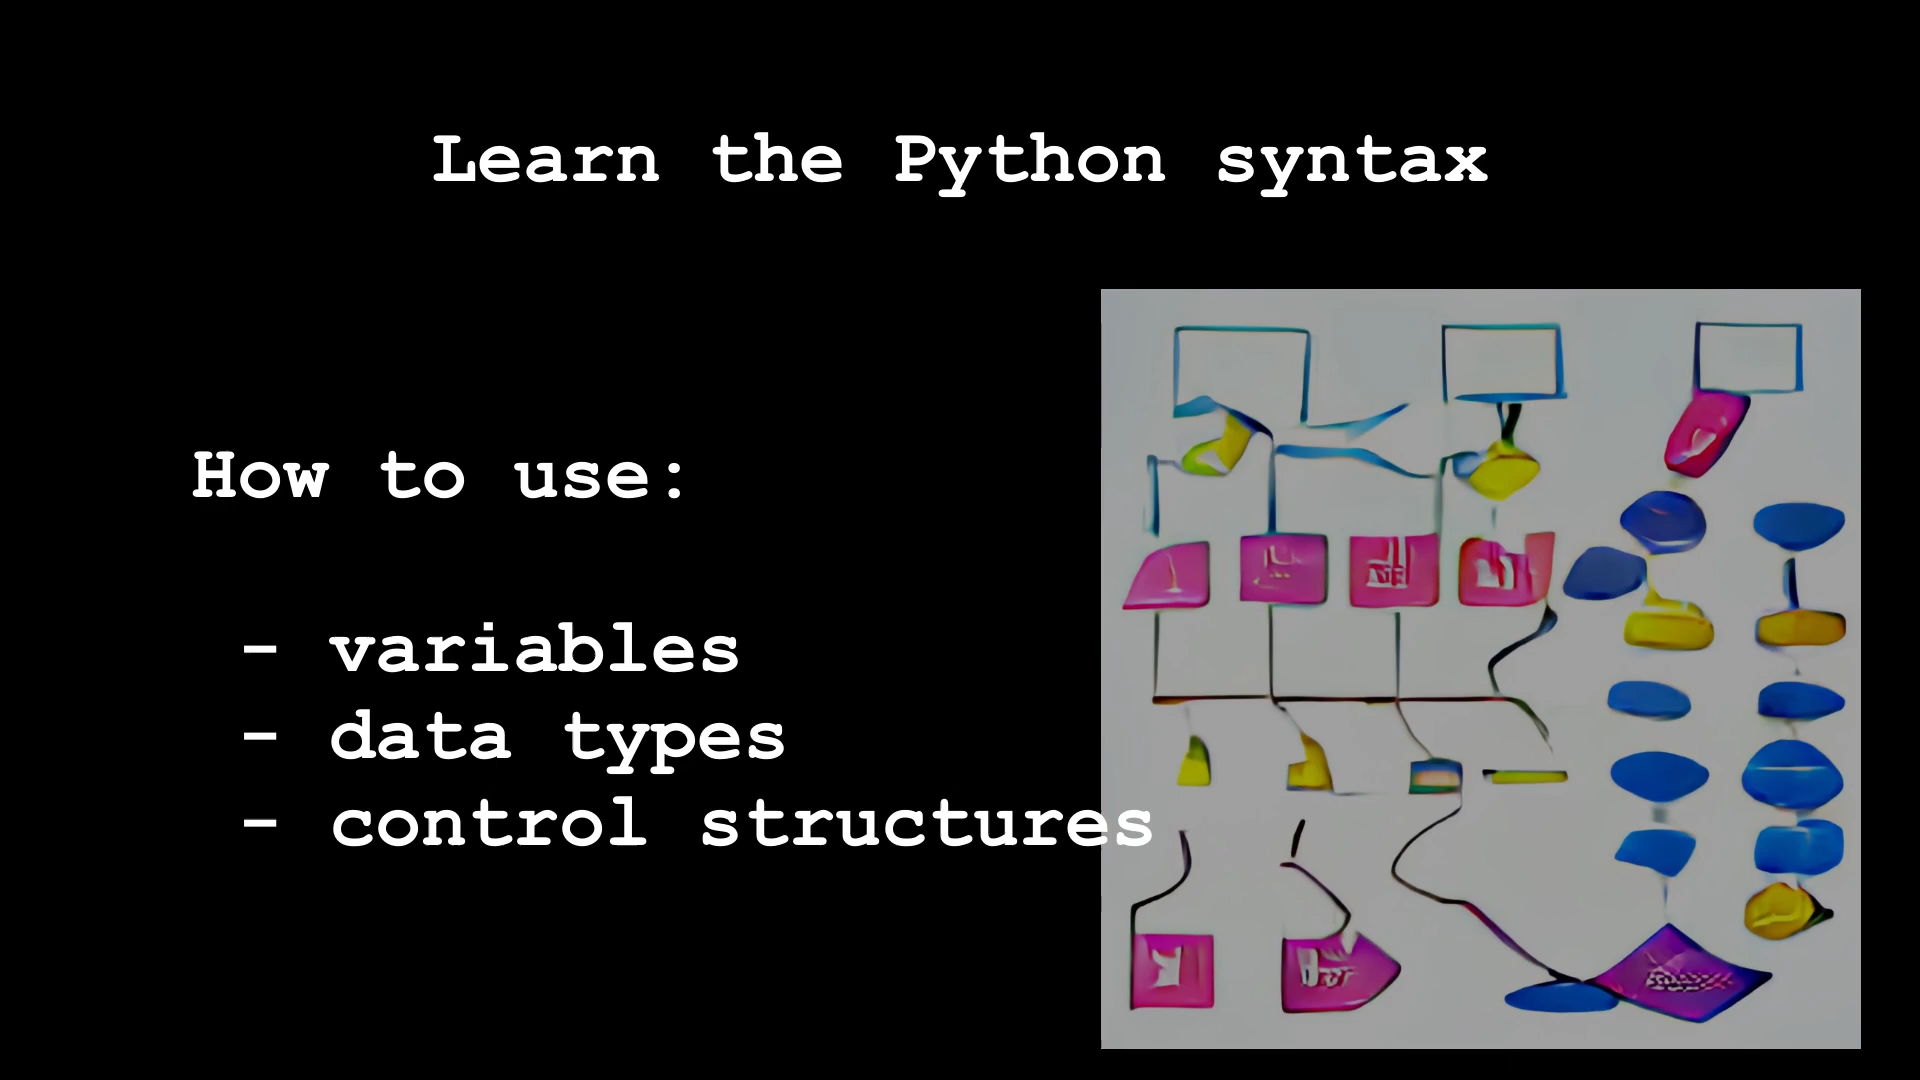 Learn the Python syntax
How to use:
- variables
- data types
- control structures